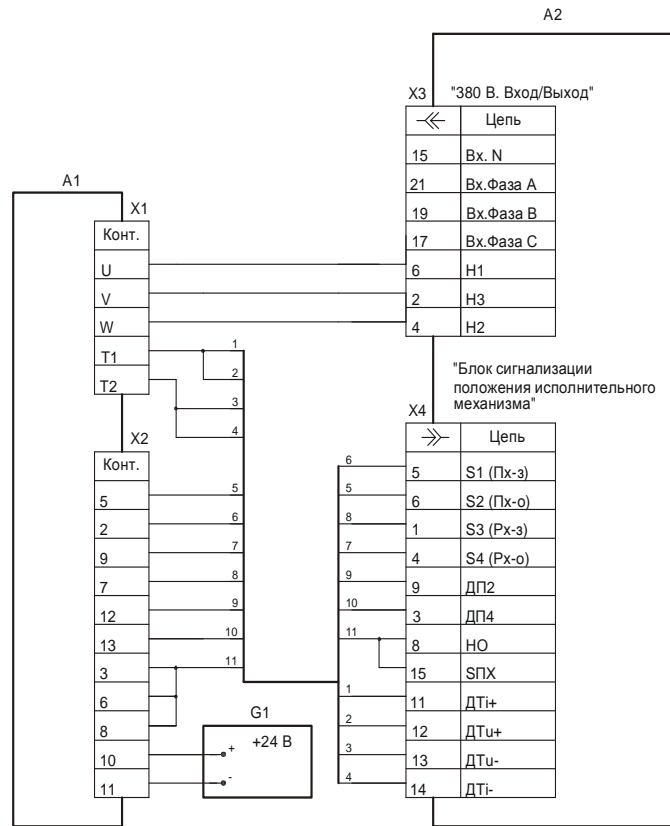 A2
X3 "380 В. Вход/Выход"
Цепь
15 Вх. N
21 Вх.Фаза А
19 Вх.Фаза В
17 Вх.Фаза С
6 Н1
2 Н3
4 Н2
A1
X1
Конт.
U
V
W
T1
T2
1
2
3
4
X2
Конт.
5
2
9
7
12
13
3
6
8
10
11
5
6
7
8
9
10
11
G1
+24 В
+
-
"Блок сигнализации
положения исполнительного
механизма"
X4
Цепь
6 5 S1 (Пх-з)
5 6 S2 (Пх-о)
8 1 S3 (Рх-з)
7 4 S4 (Рх-о)
9 9 ДП2
10 3 ДП4
11 8 НО
15 SПХ
1 11 ДТi+
2 12 ДТu+
3 13 ДТu-
4 14 ДТi-